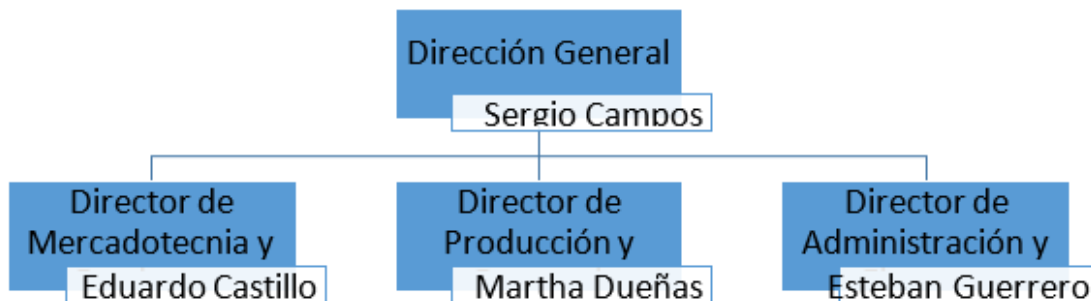 Dirección General
Sergio Campos
Director de
Mercadotecnia y
Eduardo Castillo
Director de
Producción y
Martha Dueñas
Director de
Administración y
Esteban Guerrero